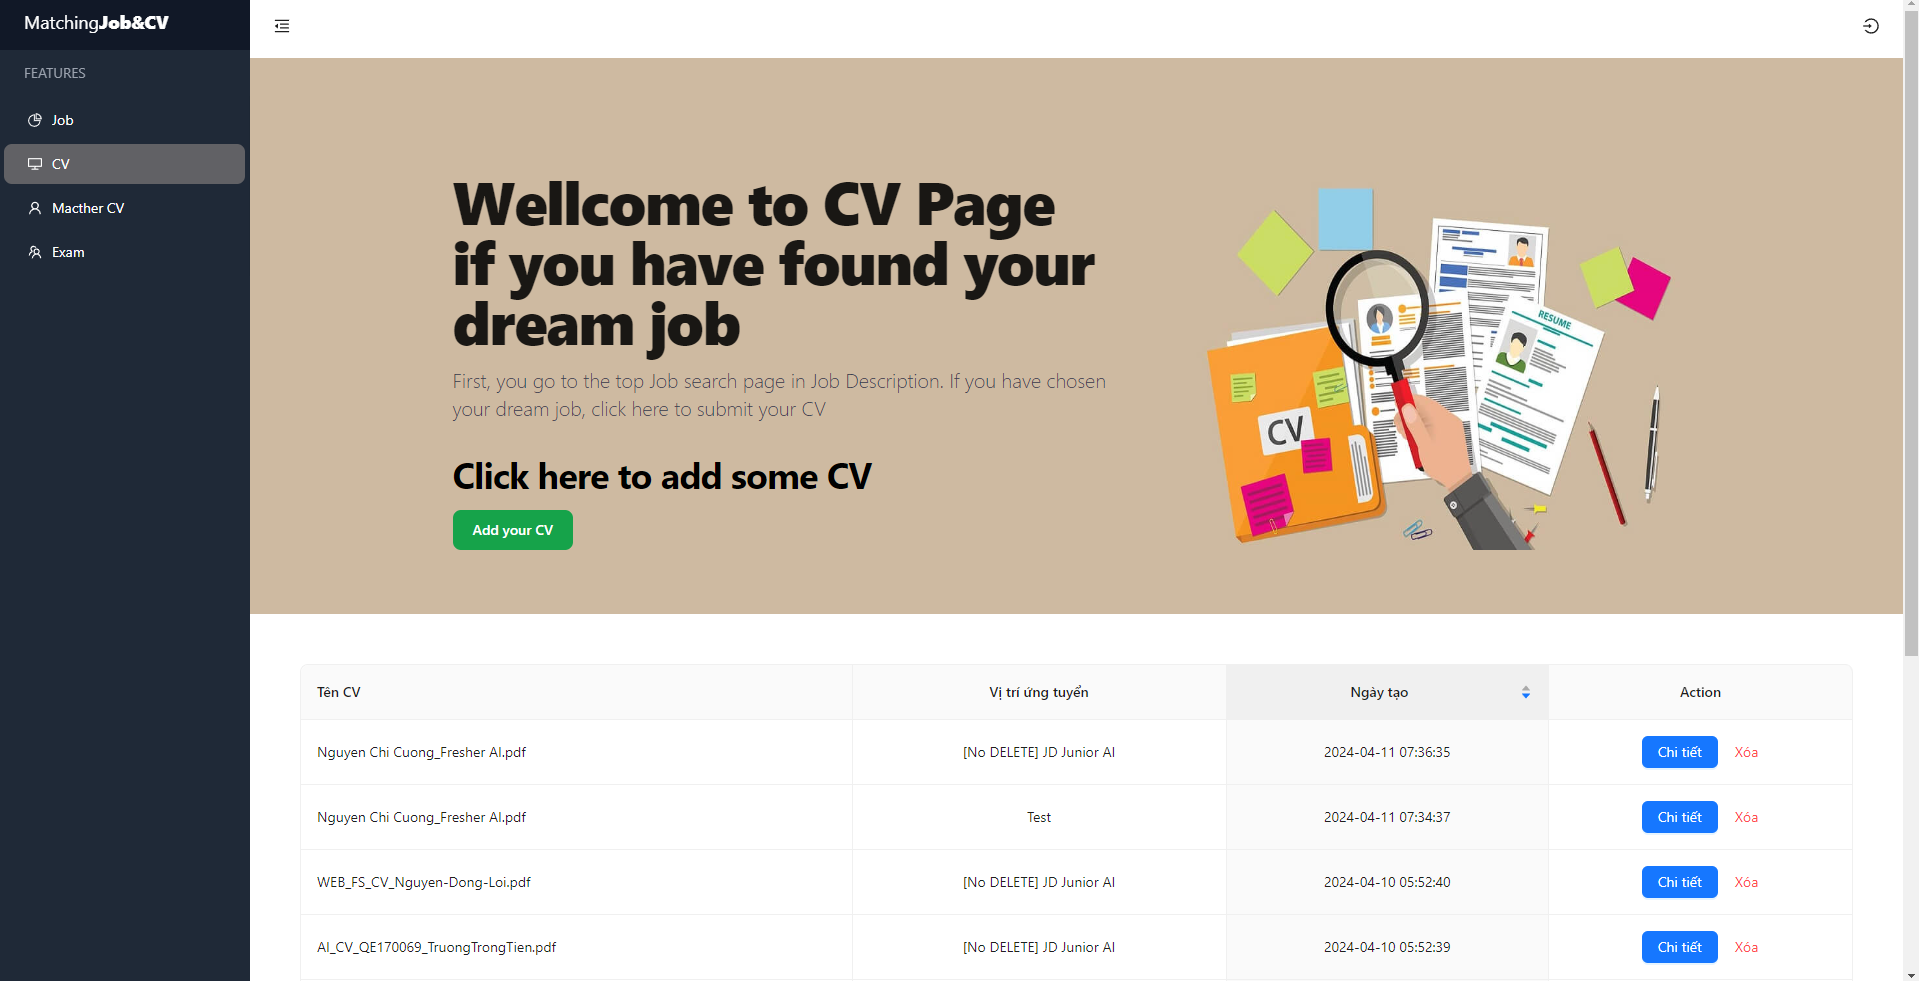 MatchingJob&CV
FEATURES
Job
CV
Macther CV
Exam
Wellcome to CV Page
if you have found your
dream job
First, you go to the top Job search page in Job Description. If you have chosen
your dream job, click here to submit your CV
Click here to add some CV
Add your CV
RESUME
CV
Tên CV Vị trí ứng tuyển Ngày tạo Action
Nguyen Chi Cuong_Fresher AI.pdf [No DELETE] JD Junior AI 2024-04-11 07:36:35 Chi tiết Xóa
Nguyen Chi Cuong_Fresher AI.pdf Test 2024-04-11 07:34:37 Chi tiết Xóa
WEB_FS_CV_Nguyen-Dong-Loi.pdf [No DELETE] JD Junior AI 2024-04-10 05:52:40 Chi tiết Xóa
AI_CV_QE170069_TruongTrongTien.pdf [No DELETE] JD Junior AI 2024-04-10 05:52:39 Chi tiết Xóa